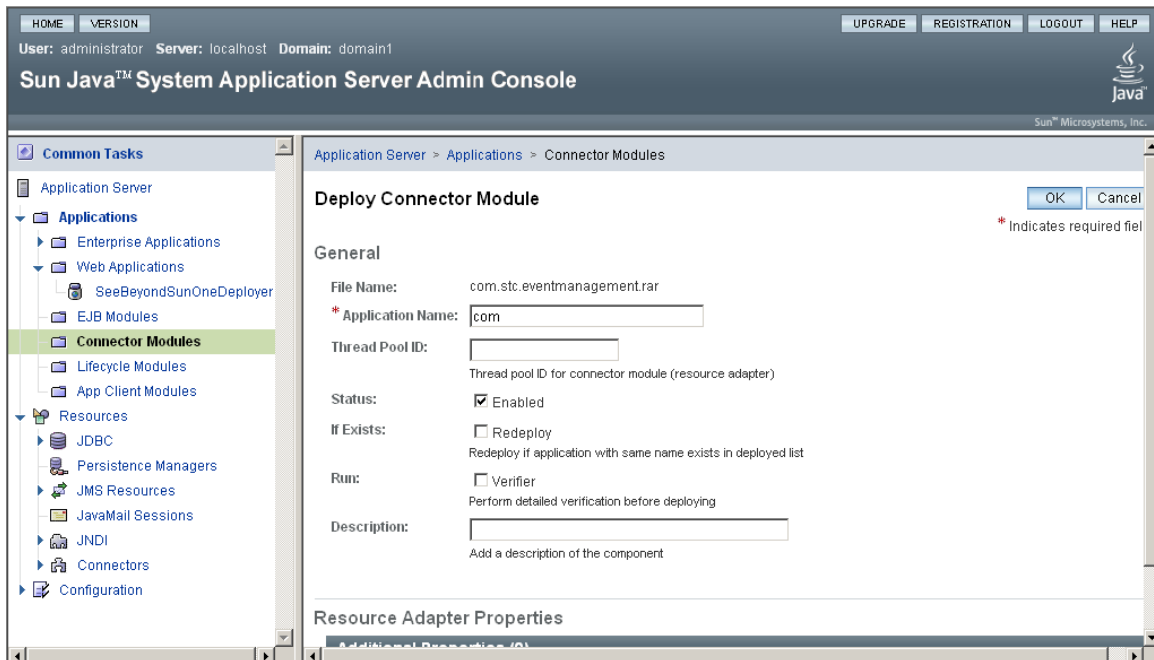 HOME VERSION UPGRADE REGISTRATION LOGOUT HELP
User: administrator Server: localhost Domain: domain1
Sun Java™ System Application Server Admin Console
Java™
Sun™ Microsystems, Inc.
Common Tasks
Application Server
Applications
Enterprise Applications
Web Applications
SeeBeyondSunOneDeployer
EJB Modules
Connector Modules
Lifecycle Modules
App Client Modules
Resources
JDBC
Persistence Managers
JMS Resources
JavaMail Sessions
JNDI
Connectors
Configuration
Application Server > Applications > Connector Modules
Deploy Connector Module
OK Cancel
* Indicates required fiel
General
File Name: com.stc.eventmanagement.rar
* Application Name: com
Thread Pool ID:
Thread pool ID for connector module (resource adapter)
Status: Enabled
If Exists: Redeploy
Redeploy if application with same name exists in deployed list
Run: Verifier
Perform detailed verification before deploying
Description:
Add a description of the component
Resource Adapter Properties
Additional Properties (9)